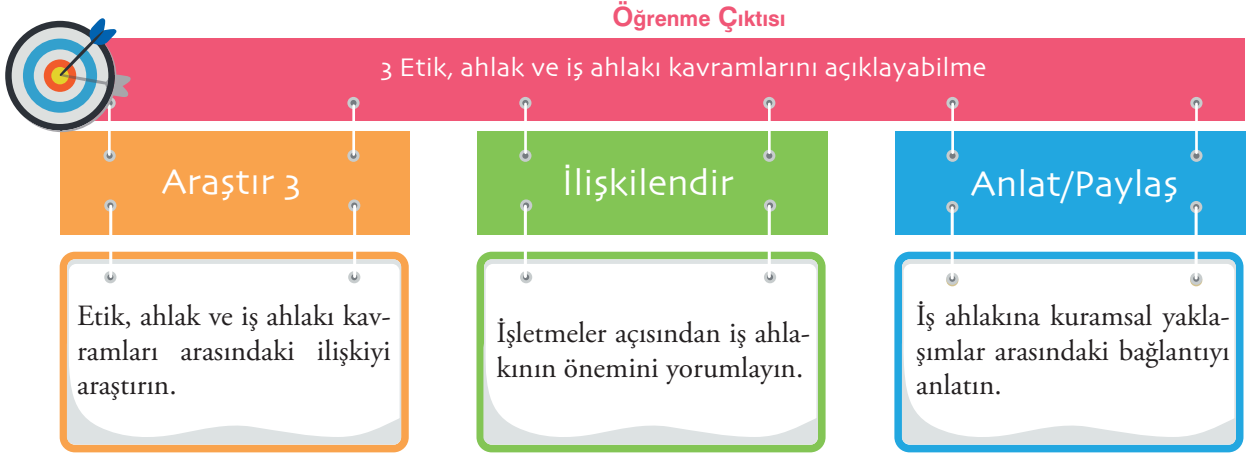 Öğrenme Çıktısı
3 Etik, ahlak ve iş ahlakı kavramlarını açıklayabilme
Araştır 3
Etik, ahlak ve iş ahlakı kav-
ramları arasındaki ilişkiyi
araştırın.
İlişkilendir
İşletmeler açısından iş ahla-
kının önemini yorumlayın.
Anlat/Paylaş
İş ahlakına kuramsal yakla-
şımlar arasındaki bağlantıyı
anlatın.